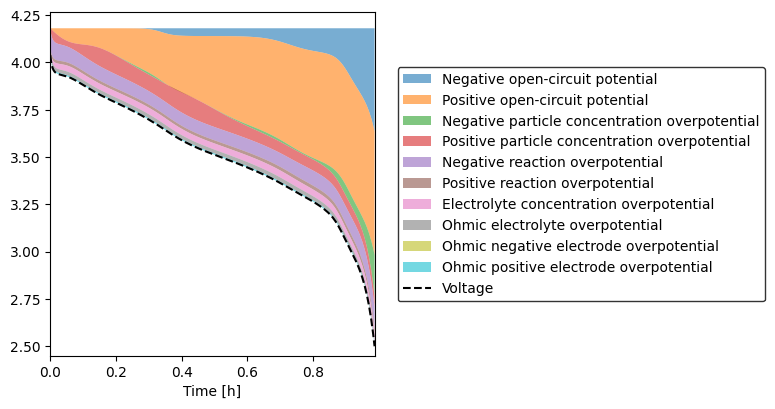 4.25
4.00
3.75
3.50
3.25
3.00
2.75
2.50
0.0 0.2 0.4 0.6 0.8
Time [h]
Negative open-circuit potential
Positive open-circuit potential
Negative particle concentration overpotential
Positive particle concentration overpotential
Negative reaction overpotential
Positive reaction overpotential
Electrolyte concentration overpotential
Ohmic electrolyte overpotential
Ohmic negative electrode overpotential
Ohmic positive electrode overpotential
Voltage